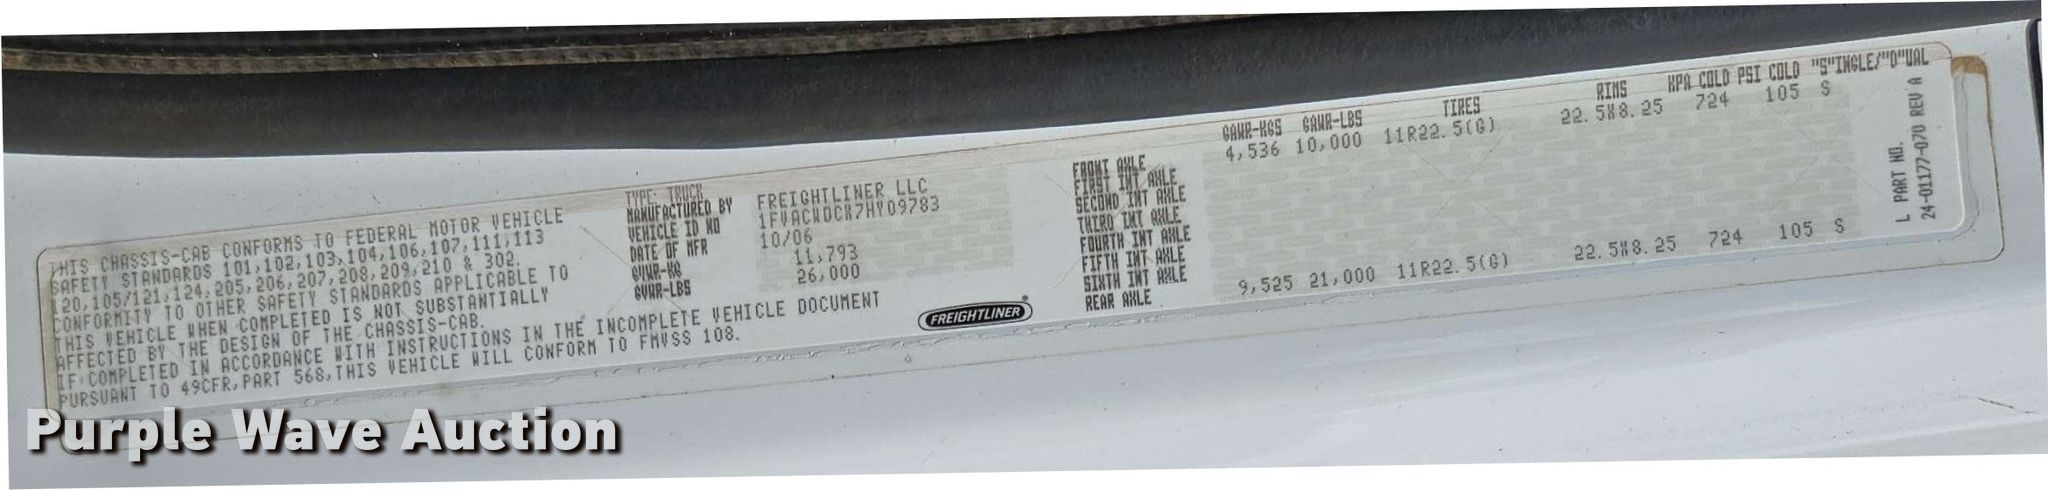 THIS CHASSIS-CAB CONFORMS TO FEDERAL MOTOR VEHICLE
SAFETY STANDARDS 101,102,103,104,106,107,111,113
120,105/121,124,205,206,207,208,209,210 & 302.
CONFORMITY TO OTHER SAFETY STANDARDS APPLICABLE TO
THIS VEHICLE WHEN COMPLETED IS NOT SUBSTANTIALLY
AFFECTED BY THE DESIGN OF THE CHASSIS-CAB.
IF COMPLETED IN ACCORDANCE WITH INSTRUCTIONS IN THE INCOMPLETE VEHICLE DOCUMENT
PURSUANT TO 49CFR,PART 568,THIS VEHICLE WILL CONFORM TO FMVSS 108.
TYPE: TRUCK
MANUFACTURED BY FREIGHTLINER LLC
VEHICLE ID NO 1FVACWDCX7HY09783
DATE OF MFR 10/06
GVWR-KG 11,793
GVWR-LBS 26,000
FREIGHTLINER®
GAWR-KGS GAWR-LBS TIRES RIMS KPA COLD PSI COLD "S"INGLE/"D"UAL
FRONT AXLE 4,536 10,000 11R22.5(G) 22.5X8.25 724 105 S
FIRST INT AXLE
SECOND INT AXLE
THIRD INT AXLE
FOURTH INT AXLE
FIFTH INT AXLE
SIXTH INT AXLE
REAR AXLE 9,525 21,000 11R22.5(G) 22.5X8.25 724 105 S
L PART NO.
24-01177-070 REV A
Purple Wave Auction